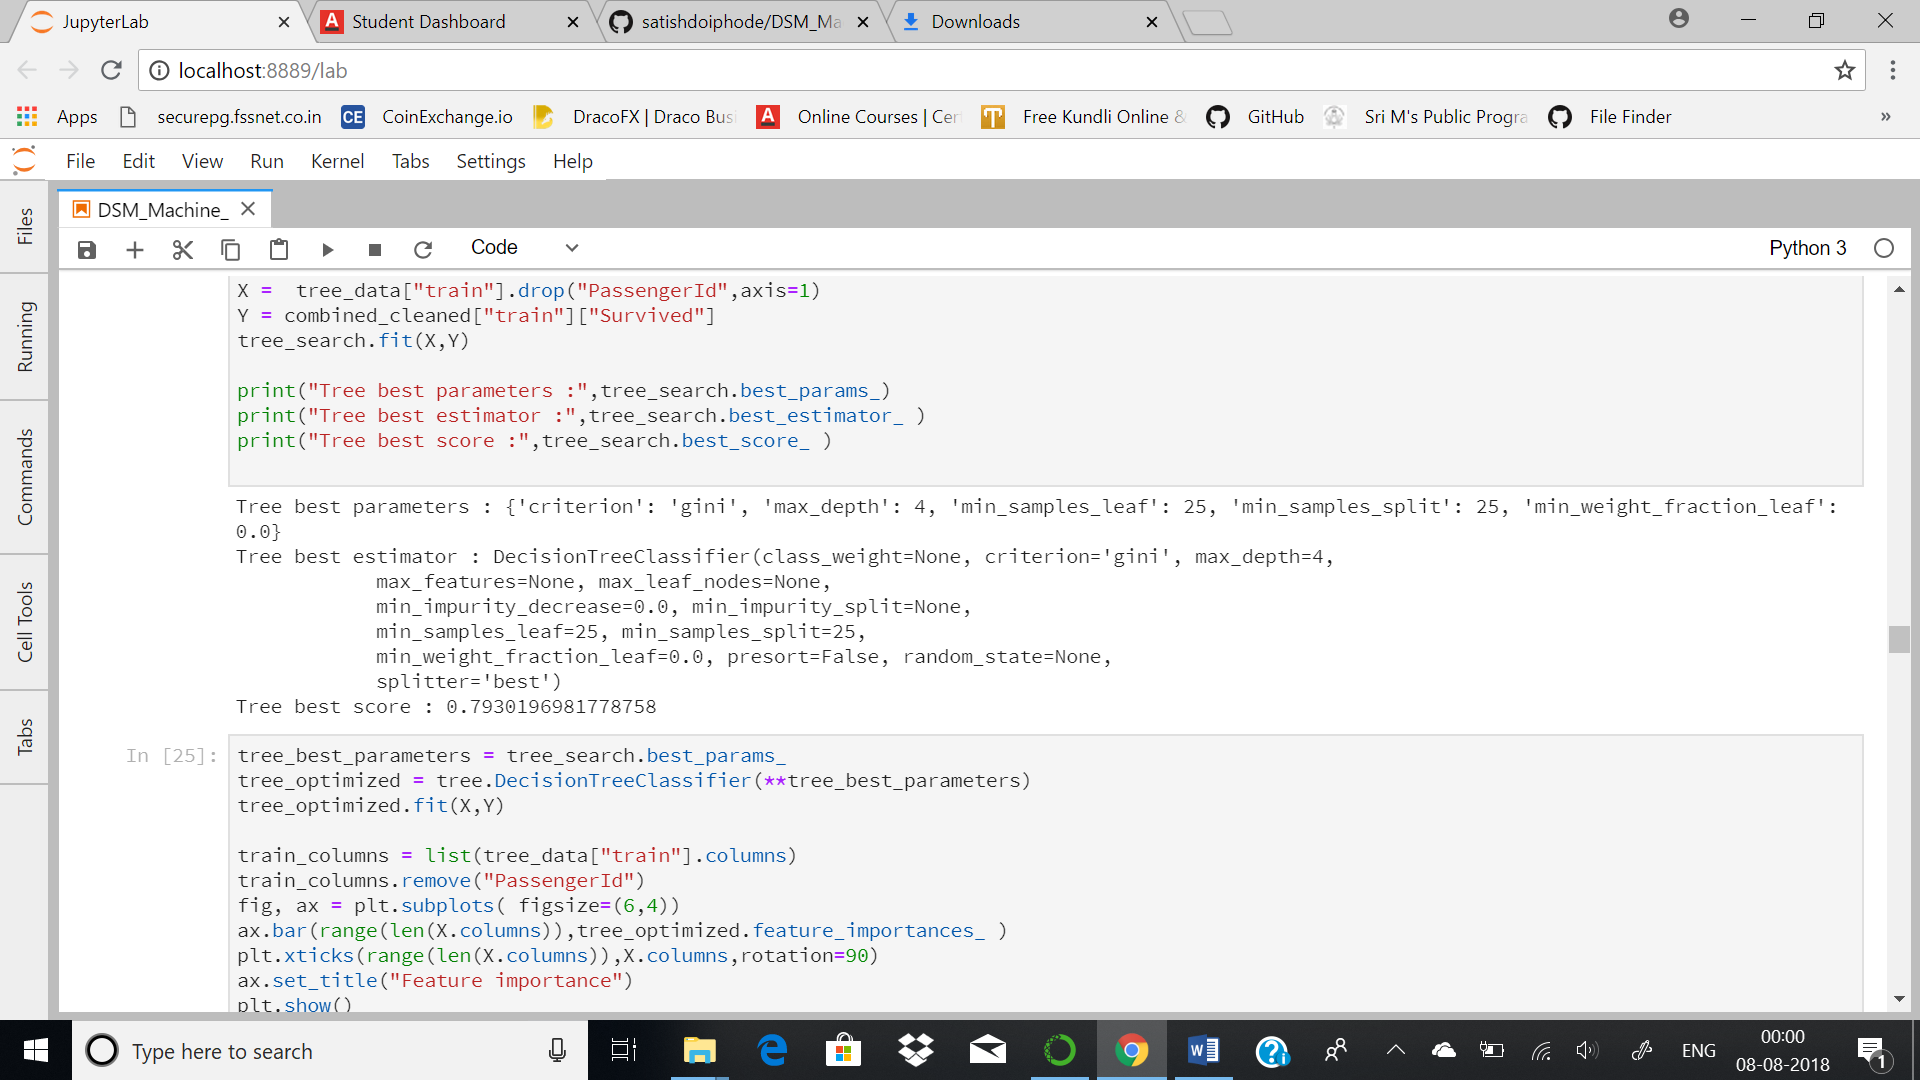 JupyterLab
Student Dashboard
satishdoiphode/DSM_Ma
Downloads
localhost:8889/lab
Apps
securepg.fssnet.co.in
CE CoinExchange.io
DracoFX | Draco Busi
A Online Courses | Cer
Free Kundli Online &
GitHub
Sri M's Public Progra
File Finder
»
File Edit View Run Kernel Tabs Settings Help
Files
Running
Commands
Cell Tools
Tabs
DSM_Machine_
Code
Python 3
X =  tree_data["train"].drop("PassengerId",axis=1)
Y = combined_cleaned["train"]["Survived"]
tree_search.fit(X,Y)
print("Tree best parameters :",tree_search.best_params_)
print("Tree best estimator :",tree_search.best_estimator_ )
print("Tree best score :",tree_search.best_score_ )
Tree best parameters : {'criterion': 'gini', 'max_depth': 4, 'min_samples_leaf': 25, 'min_samples_split': 25, 'min_weight_fraction_leaf':
0.0}
Tree best estimator : DecisionTreeClassifier(class_weight=None, criterion='gini', max_depth=4,
max_features=None, max_leaf_nodes=None,
min_impurity_decrease=0.0, min_impurity_split=None,
min_samples_leaf=25, min_samples_split=25,
min_weight_fraction_leaf=0.0, presort=False, random_state=None,
splitter='best')
Tree best score : 0.7930196981778758
In [25]:
tree_best_parameters = tree_search.best_params_
tree_optimized = tree.DecisionTreeClassifier(**tree_best_parameters)
tree_optimized.fit(X,Y)
train_columns = list(tree_data["train"].columns)
train_columns.remove("PassengerId")
fig, ax = plt.subplots( figsize=(6,4))
ax.bar(range(len(X.columns)),tree_optimized.feature_importances_ )
plt.xticks(range(len(X.columns)),X.columns,rotation=90)
ax.set_title("Feature importance")
plt.show()
Type here to search
ENG
00:00
08-08-2018
1